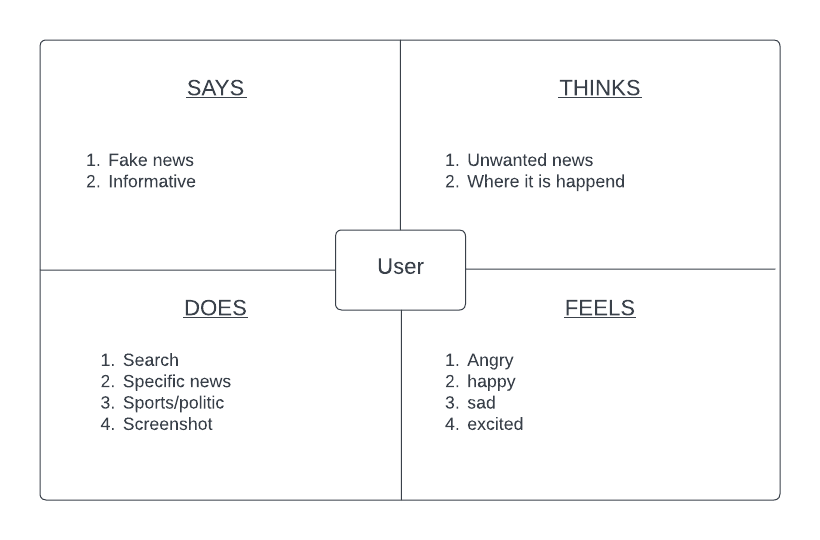 SAYS
1. Fake news
2. Informative
THINKS
1. Unwanted news
2. Where it is happend
User
DOES
1. Search
2. Specific news
3. Sports/politic
4. Screenshot
FEELS
1. Angry
2. happy
3. sad
4. excited